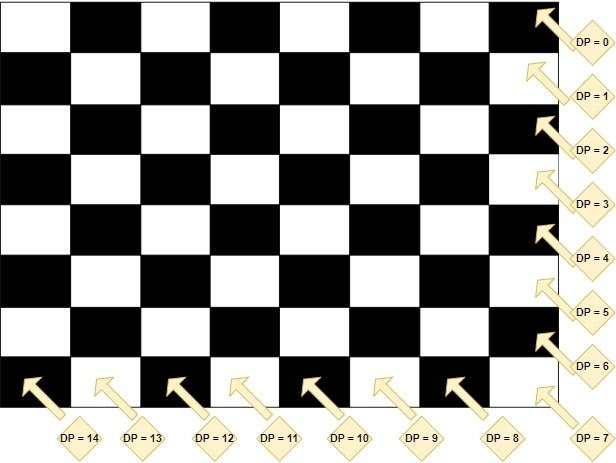 DP = 0
DP = 1
DP = 2
DP = 3
DP = 4
DP = 5
DP = 6
DP = 14
DP = 13
DP = 12
DP = 11
DP = 10
DP = 9
DP = 8
DP = 7